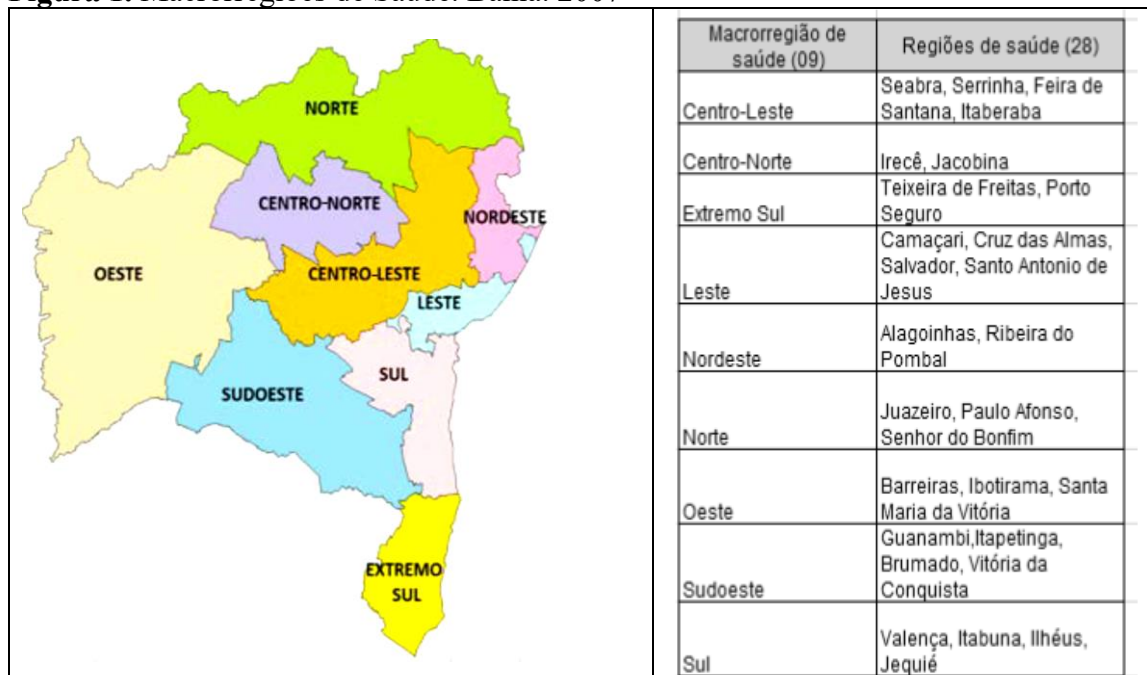 Figura 1. Macrorregiões de Saúde. Bahia. 2007
NORTE
CENTRO-NORTE
NORDESTE
OESTE
CENTRO-LESTE
LESTE
SUL
SUDOESTE
EXTREMO
SUL
Macrorregião de
saúde (09)
Regiões de saúde (28)
Centro-Leste
Seabra, Serrinha, Feira de
Santana, Itaberaba
Centro-Norte
Irecê, Jacobina
Extremo Sul
Teixeira de Freitas, Porto
Seguro
Leste
Camaçari, Cruz das Almas,
Salvador, Santo Antonio de
Jesus
Nordeste
Alagoinhas, Ribeira do
Pombal
Norte
Juazeiro, Paulo Afonso,
Senhor do Bonfim
Oeste
Barreiras, Ibotirama, Santa
Maria da Vitória
Sudoeste
Guanambi,Itapetinga,
Brumado, Vitória da
Conquista
Sul
Valença, Itabuna, Ilhéus,
Jequié